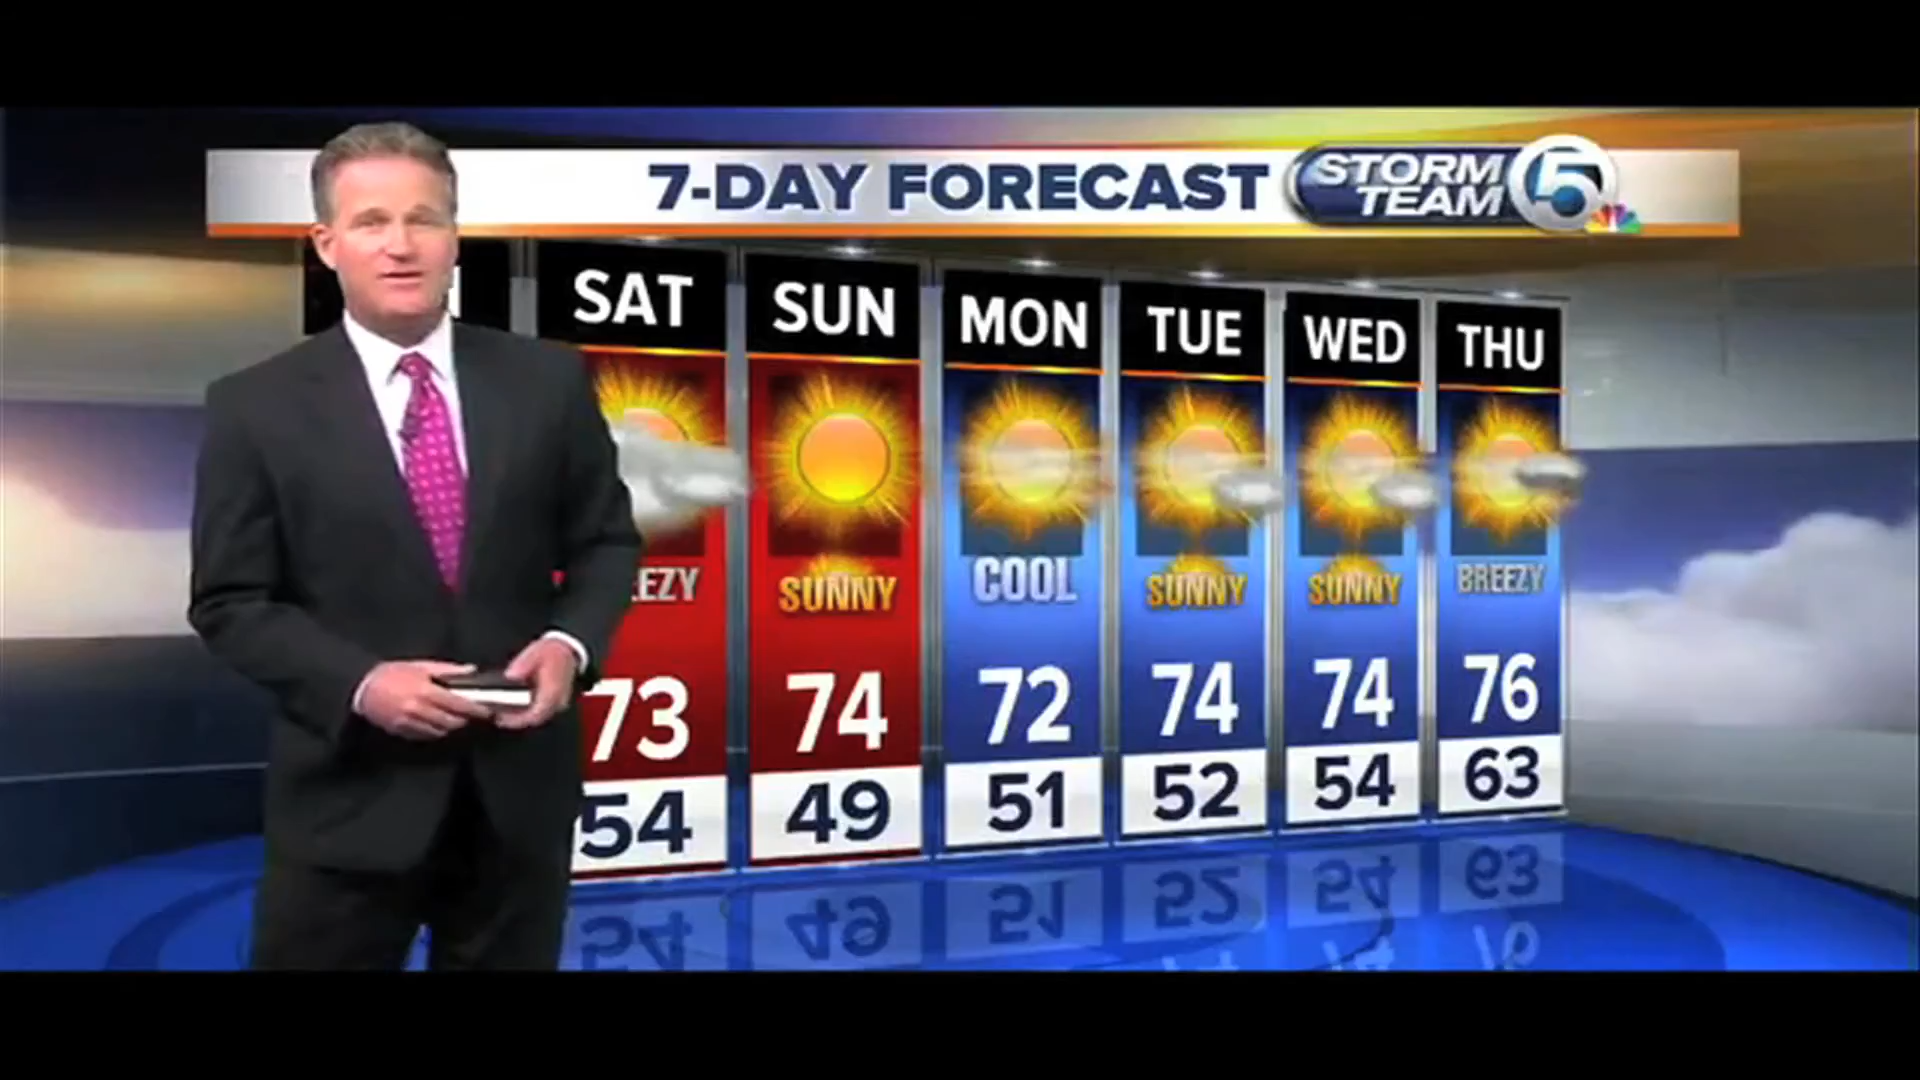 7-DAY FORECAST
STORM
TEAM 5
SAT SUN MON TUE WED THU
SUNNY COOL SUNNY SUNNY BREEZY
73 74 72 74 74 76
54 49 51 52 54 63